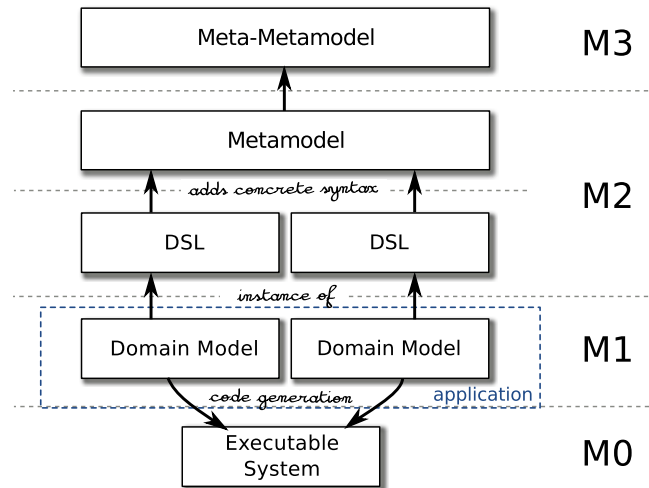 Meta-Metamodel
M3
Metamodel
adds concrete syntax
M2
DSL
DSL
instance of
Domain Model
Domain Model
M1
code generation
application
Executable
System
M0